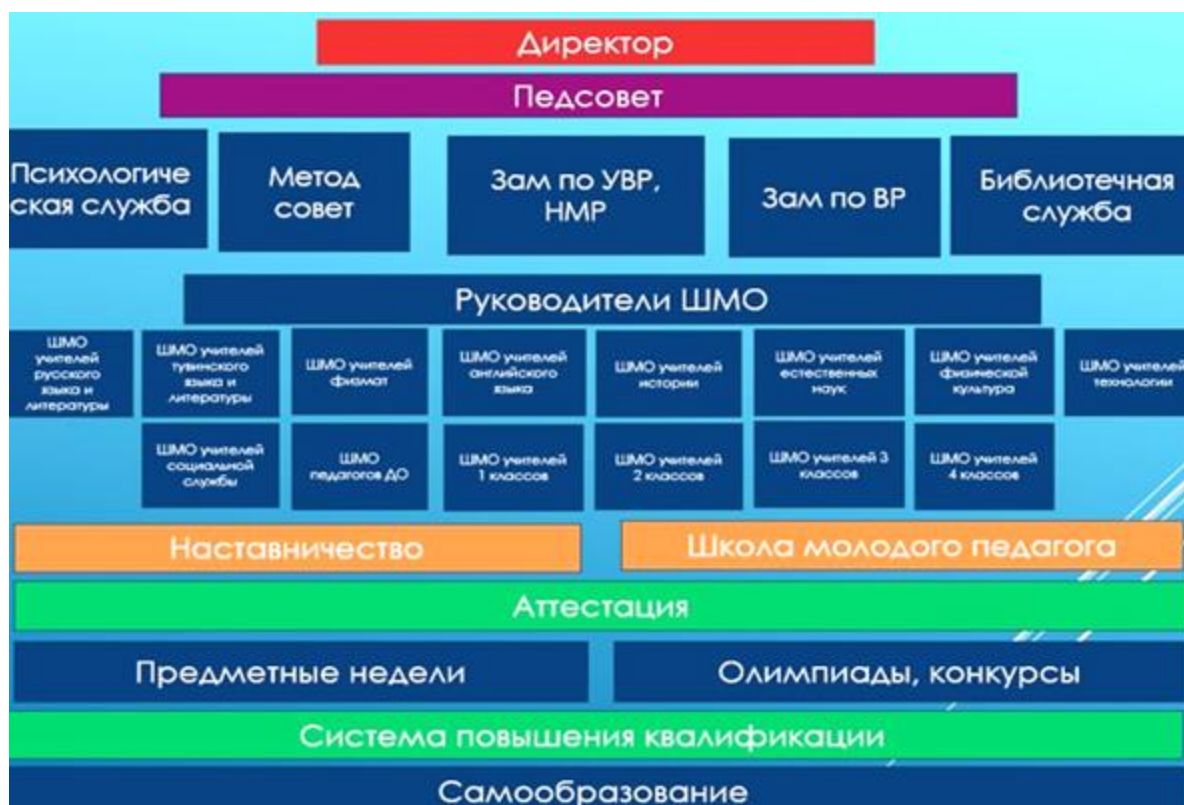 Директор
Педсовет
Психологиче
ская служба
Метод
совет
Зам по УВР,
НМР
Зам по ВР
Библиотечная
служба
Руководители ШМО
ШМО
учителей
русского
языка и
литературы
ШМО учителей
тувинского
языка и
литературы
ШМО учителей
физмат
ШМО учителей
английского
языка
ШМО учителей
истории
ШМО учителей
естественных
наук
ШМО учителей
физической
культура
ШМО учителей
технологии
ШМО учителей
социальной
службы
ШМО
педагогов ДО
ШМО учителей
1 классов
ШМО учителей
2 классов
ШМО учителей 3
классов
ШМО учителей
4 классов
Наставничество
Школа молодого педагога
Аттестация
Предметные недели
Олимпиады, конкурсы
Система повышения квалификации
Самообразование